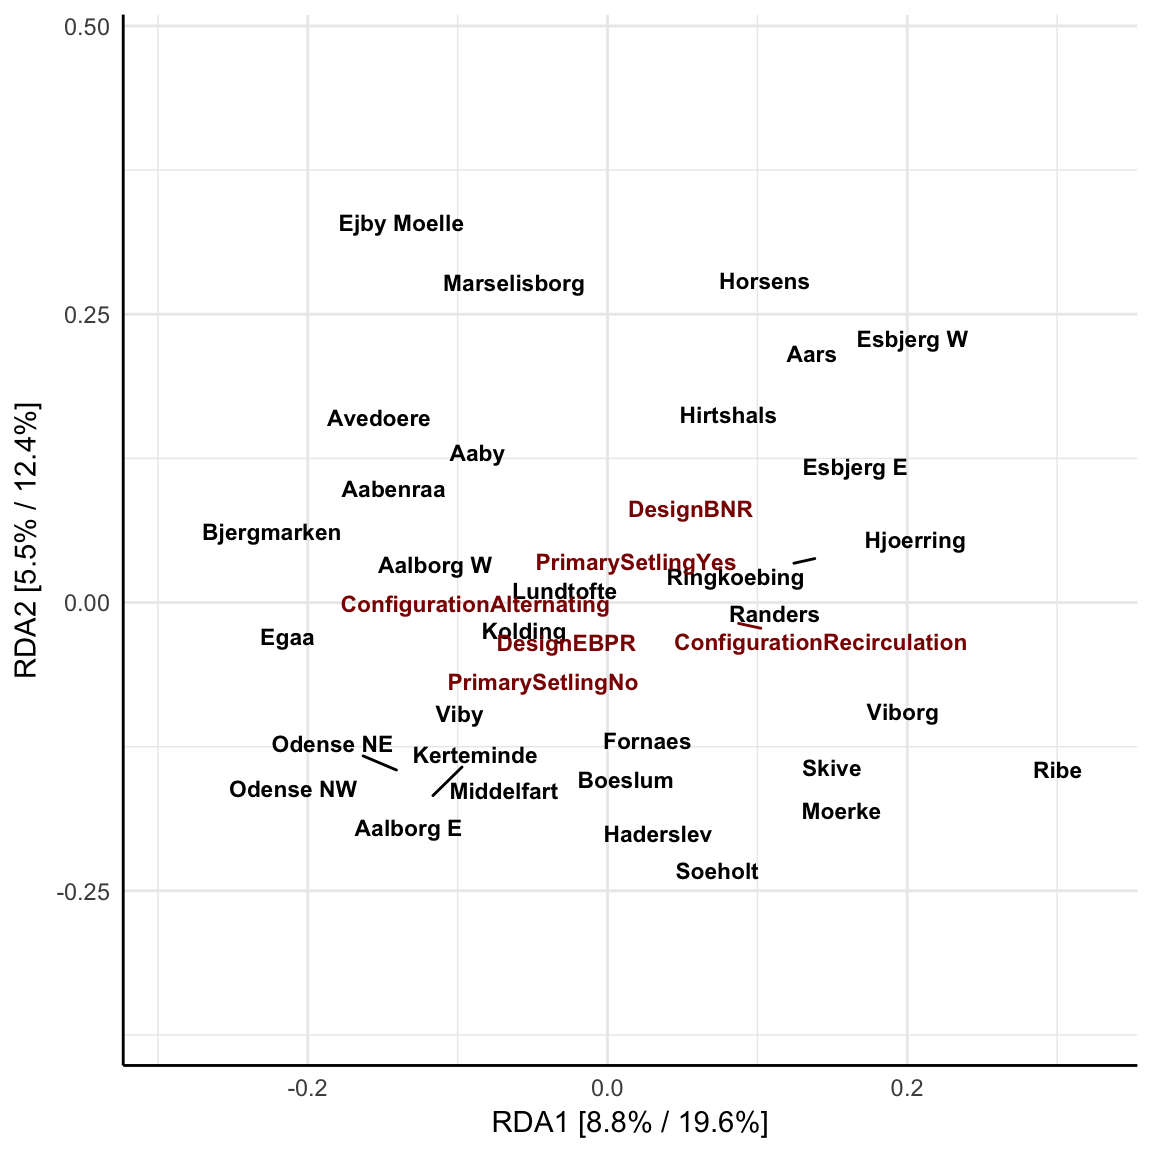 0.50
Ejby Moelle
Marselisborg
Horsens
0.25
Esbjerg W
Aars
Avedoere
Hirtshals
Aaby
Esbjerg E
Aabenraa
DesignBNR
Bjergmarken
Hjoerring
Aalborg W
PrimarySetlingYes
Ringkoebing
Lundtofte
0.00
ConfigurationAlternating
Randers
Kolding
Egaa
DesignEBPR
ConfigurationRecirculation
PrimarySetlingNo
Viby
Viborg
Odense NE
Fornaes
Kerteminde
Skive
Ribe
Boeslum
Odense NW
Middelfart
Moerke
Aalborg E
Haderslev
Soeholt
-0.25
-0.2
0.0
0.2
RDA1 [8.8% / 19.6%]
RDA2 [5.5% / 12.4%]